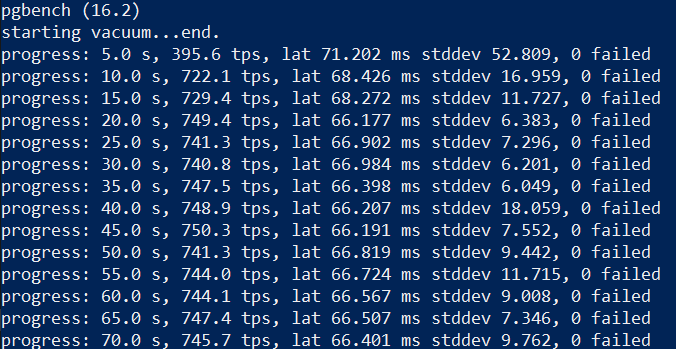 pgbench (16.2)
starting vacuum...end.
progress: 5.0 s, 395.6 tps, lat 71.202 ms stddev 52.809, 0 failed
progress: 10.0 s, 722.1 tps, lat 68.426 ms stddev 16.959, 0 failed
progress: 15.0 s, 729.4 tps, lat 68.272 ms stddev 11.727, 0 failed
progress: 20.0 s, 749.4 tps, lat 66.177 ms stddev 6.383, 0 failed
progress: 25.0 s, 741.3 tps, lat 66.902 ms stddev 7.296, 0 failed
progress: 30.0 s, 740.8 tps, lat 66.984 ms stddev 6.201, 0 failed
progress: 35.0 s, 747.5 tps, lat 66.398 ms stddev 6.049, 0 failed
progress: 40.0 s, 748.9 tps, lat 66.207 ms stddev 18.059, 0 failed
progress: 45.0 s, 750.3 tps, lat 66.191 ms stddev 7.552, 0 failed
progress: 50.0 s, 741.3 tps, lat 66.819 ms stddev 9.442, 0 failed
progress: 55.0 s, 744.0 tps, lat 66.724 ms stddev 11.715, 0 failed
progress: 60.0 s, 744.1 tps, lat 66.567 ms stddev 9.008, 0 failed
progress: 65.0 s, 747.4 tps, lat 66.507 ms stddev 7.346, 0 failed
progress: 70.0 s, 745.7 tps, lat 66.401 ms stddev 9.762, 0 failed